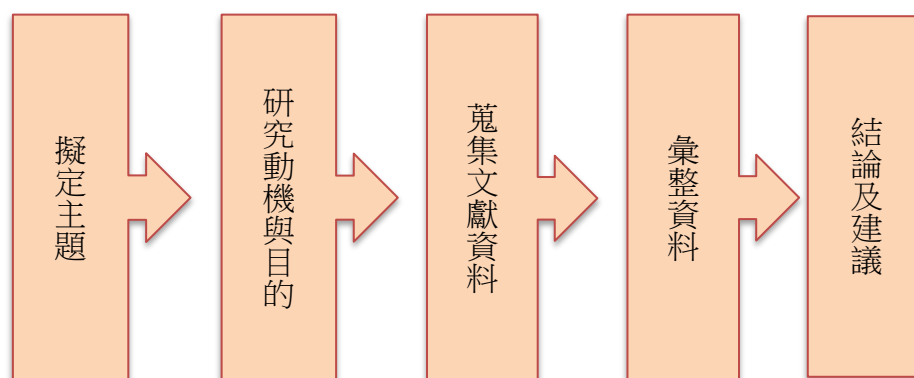 擬定主題
研究動機與目的
蒐集文獻資料
彙整資料
結論及建議